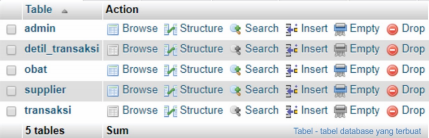 Table Action
admin Browse Structure Search Insert Empty Drop
detil_transaksi Browse Structure Search Insert Empty Drop
obat Browse Structure Search Insert Empty Drop
supplier Browse Structure Search Insert Empty Drop
transaksi Browse Structure Search Insert Empty Drop
5 tables Sum Tabel - tabel database yang terbuat